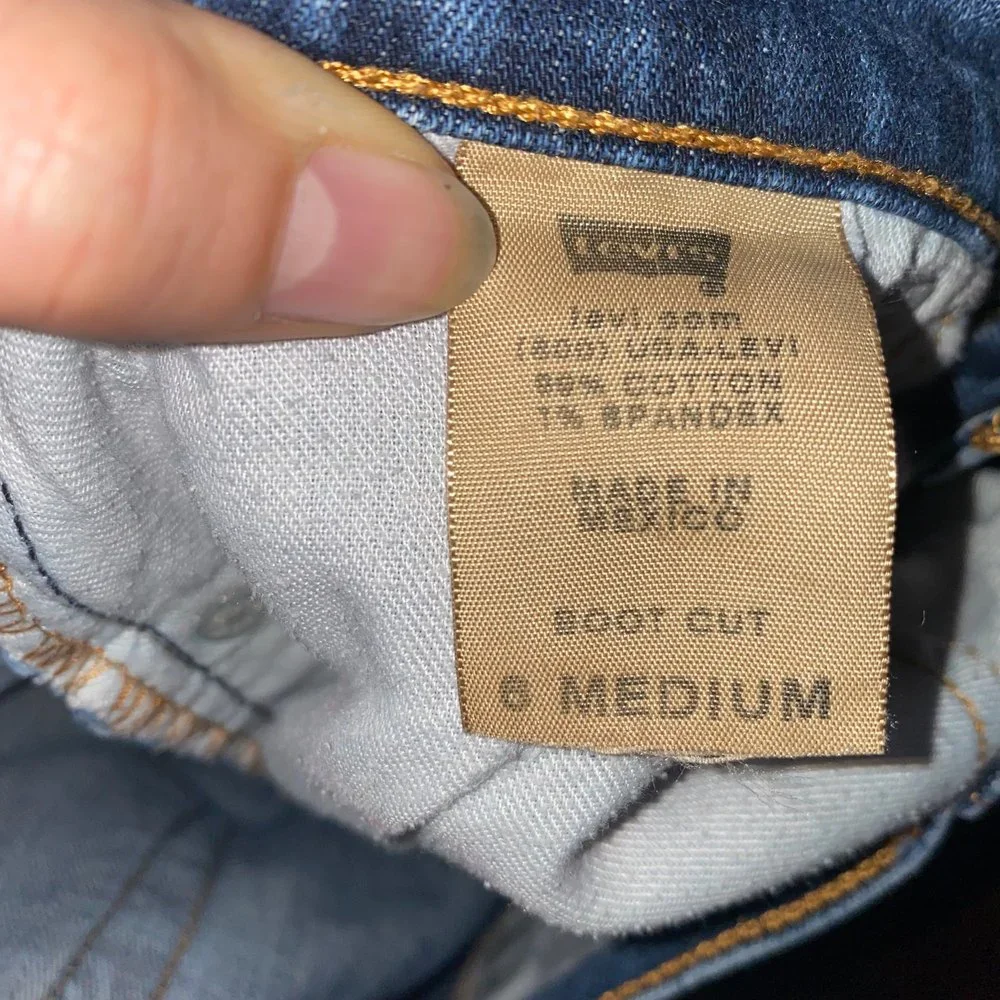 Levi's
levi.com
(800) USA-LEVI
99% COTTON
1% SPANDEX
MADE IN
MEXICO
BOOT CUT
6 MEDIUM